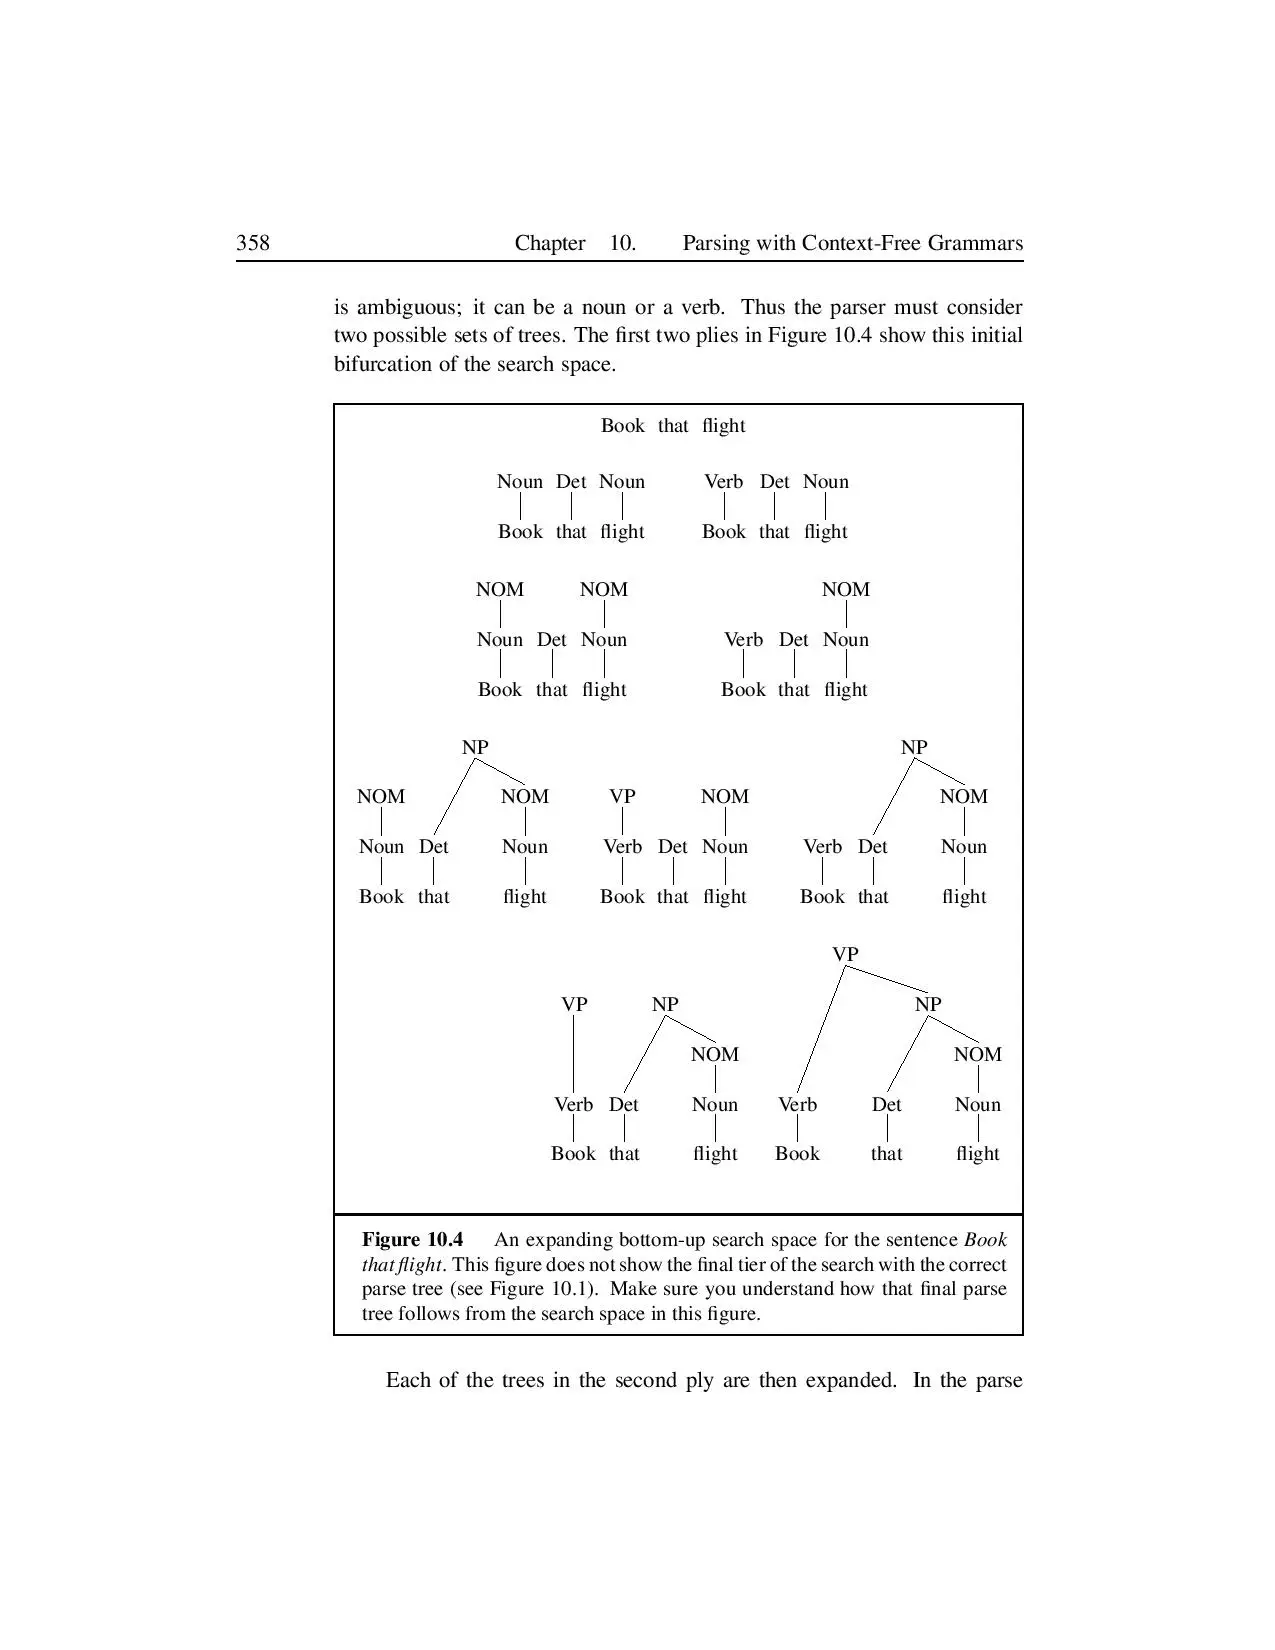 358 Chapter 10. Parsing with Context-Free Grammars
is ambiguous; it can be a noun or a verb. Thus the parser must consider
two possible sets of trees. The first two plies in Figure 10.4 show this initial
bifurcation of the search space.
Book that flight
Noun Det Noun Verb Det Noun
Book that flight Book that flight
NOM NOM NOM
Noun Det Noun Verb Det Noun
Book that flight Book that flight
NP NP
NOM NOM VP NOM NOM
Noun Det Noun Verb Det Noun Verb Det Noun
Book that flight Book that flight Book that flight
VP
VP NP NP
NOM NOM
Verb Det Noun Verb Det Noun
Book that flight Book that flight
Figure 10.4 An expanding bottom-up search space for the sentence Book
that flight. This figure does not show the final tier of the search with the correct
parse tree (see Figure 10.1). Make sure you understand how that final parse
tree follows from the search space in this figure.
Each of the trees in the second ply are then expanded. In the parse